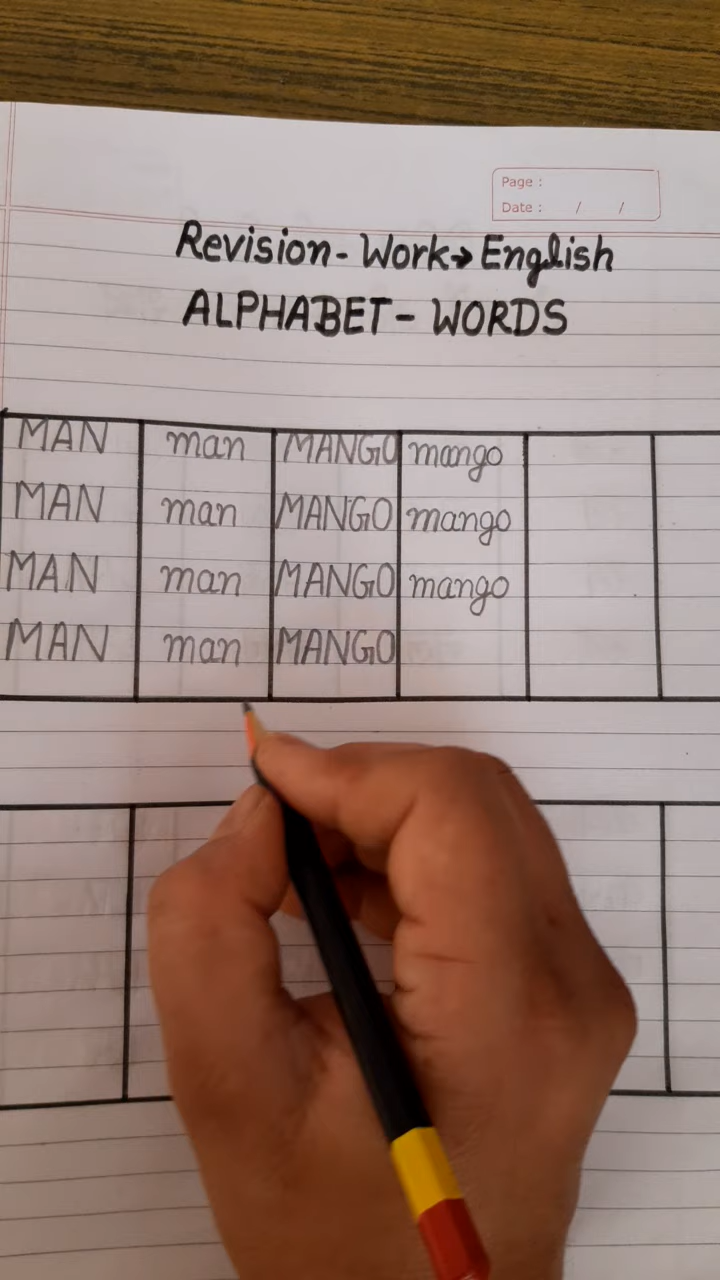 Page :
Date : / /
Revision - Work → English
ALPHABET - WORDS
MAN man MANGO mango
MAN man MANGO mango
MAN man MANGO mango
MAN man MANGO